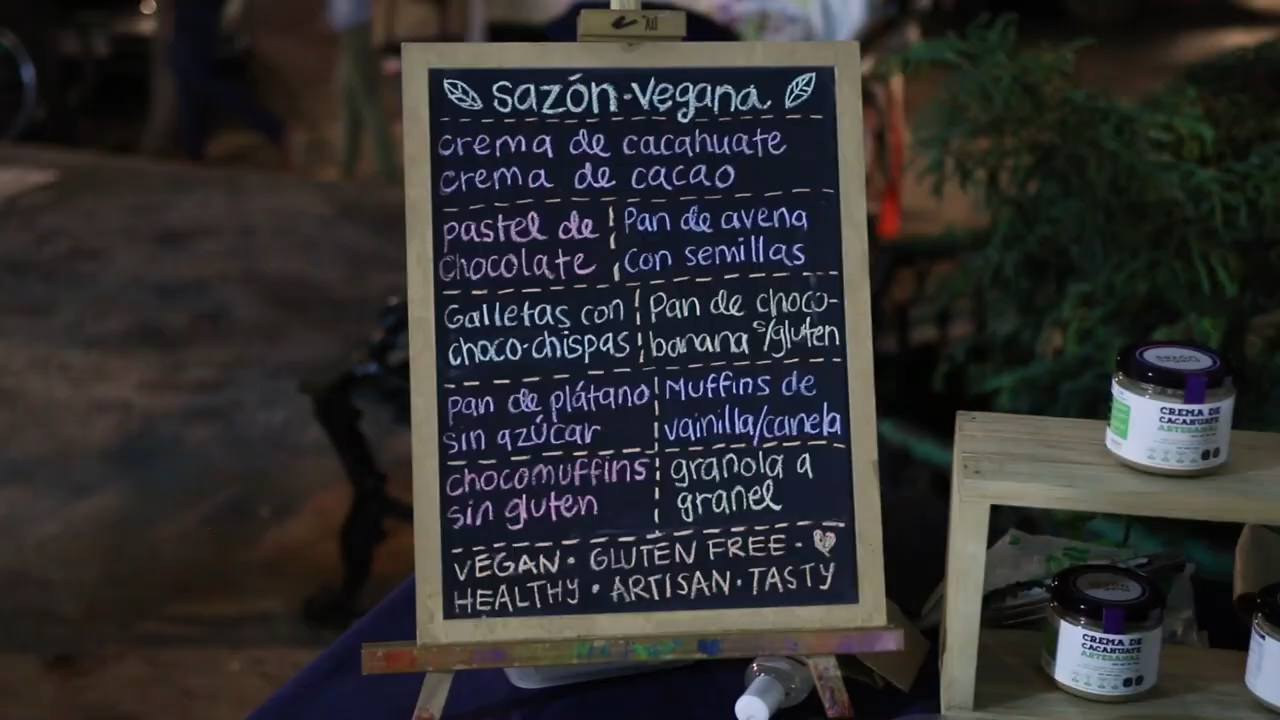 sazón-vegana
crema de cacahuate
crema de cacao
pastel de
chocolate
Pan de avena
con semillas
Galletas con
choco-chispas
Pan de choco-
banana s/gluten
pan de plátano
sin azúcar
Muffins de
vainilla/canela
chocomuffins
sin gluten
granola a
granel
VEGAN · GLUTEN FREE ·
HEALTHY · ARTISAN · TASTY
sazón
vegana
CREMA DE
CACAHUATE
ARTESANAL
CREMA DE
CACAHUATE
ARTESANAL